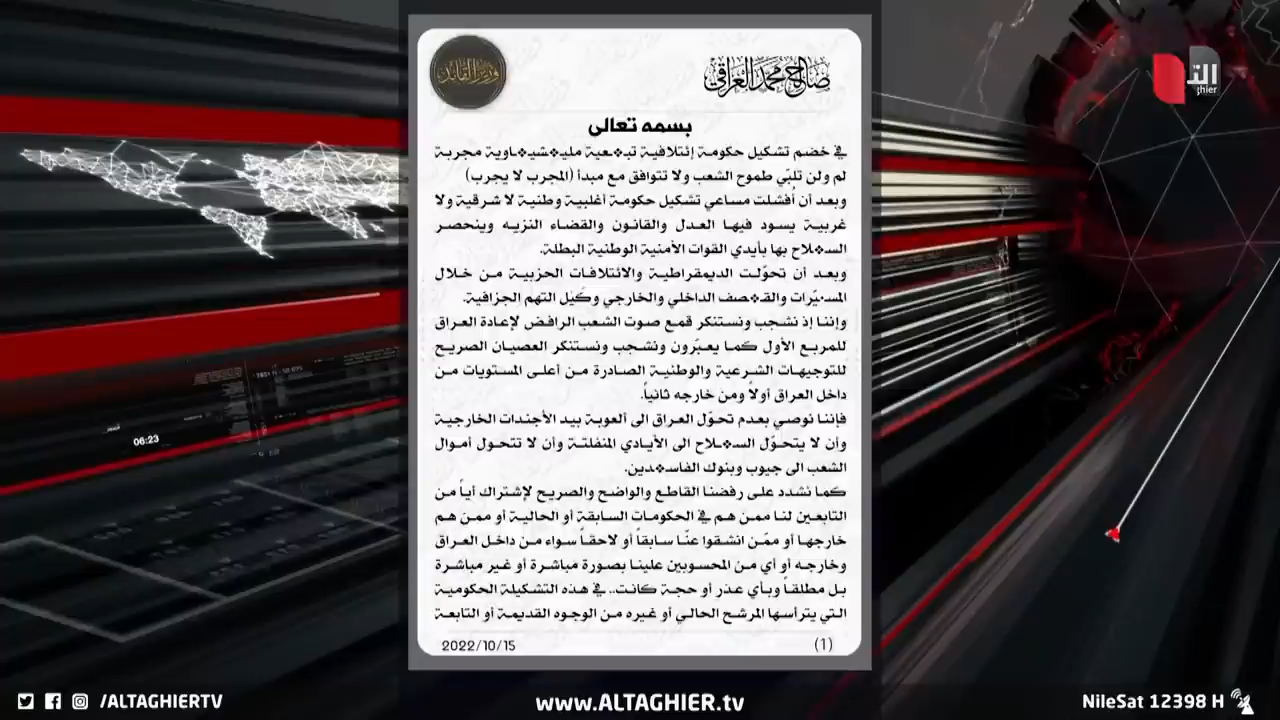 التـ
ghier
صالح محمد العراقي
وزير القائد
بسمه تعالى
في خضم تشكيل حكومة إئتلافية تبـ※ـعية مليـ※ـشيـ※ـاوية مجربة
لم ولن تلبّي طموح الشعب ولا تتوافق مع مبدأ (المجرب لا يجرب)
وبعد أن أُفشلت مساعي تشكيل حكومة أغلبية وطنية لا شرقية ولا
غربية يسود فيها العدل والقانون والقضاء النزيه وينحصر
السـ※ـلاح بها بأيدي القوات الأمنية الوطنية البطلة.
وبعد أن تحوّلت الديمقراطية والائتلافات الحزبية من خلال
المسـ※ـيّرات والقـ※ـصف الداخلي والخارجي وكَيْل التهم الجزافية.
وإننا إذ نشجب ونستنكر قمع صوت الشعب الرافض لإعادة العراق
للمربع الأول كما يعبّرون ونشجب ونستنكر العصيان الصريح
للتوجيهات الشرعية والوطنية الصادرة من أعلى المستويات من
داخل العراق أولاً ومن خارجه ثانياً.
فإننا نوصي بعدم تحوّل العراق الى ألعوبة بيد الأجندات الخارجية
وأن لا يتحوّل السـ※ـلاح الى الأيادي المنفلتة وأن لا تتحول أموال
الشعب الى جيوب وبنوك الفاسـ※ـدين.
كما نشدد على رفضنا القاطع والواضح والصريح لإشتراك أياً من
التابعين لنا ممن هم في الحكومات السابقة أو الحالية أو ممن هم
خارجها أو ممّن انشقوا عنّا سابقاً أو لاحقاً سواء من داخل العراق
وخارجه أو أي من المحسوبين علينا بصورة مباشرة أو غير مباشرة
بل مطلقاً وبأي عذر أو حجة كانت.. في هذه التشكيلة الحكومية
التي يترأسها المرشح الحالي أو غيره من الوجوه القديمة أو التابعة
(1)
2022/10/15
06:23
/ALTAGHIERTV
www.ALTAGHIER.tv
NileSat 12398 H